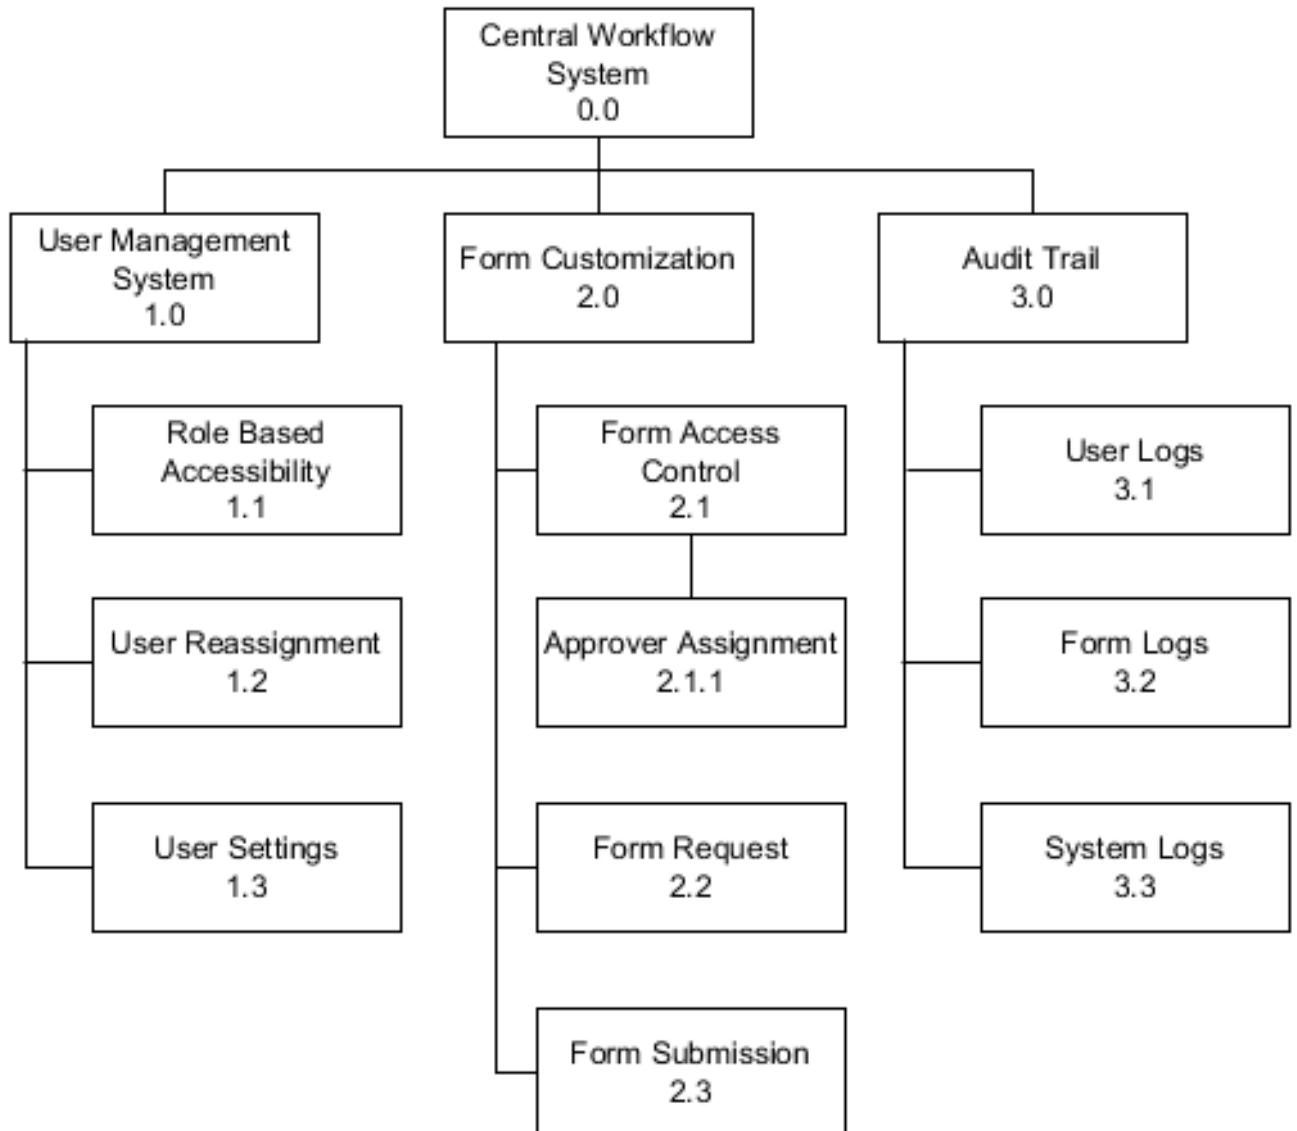 Central Workflow
System
0.0
User Management
System
1.0
Form Customization
2.0
Audit Trail
3.0
Role Based
Accessibility
1.1
Form Access
Control
2.1
User Logs
3.1
User Reassignment
1.2
Approver Assignment
2.1.1
Form Logs
3.2
User Settings
1.3
Form Request
2.2
System Logs
3.3
Form Submission
2.3